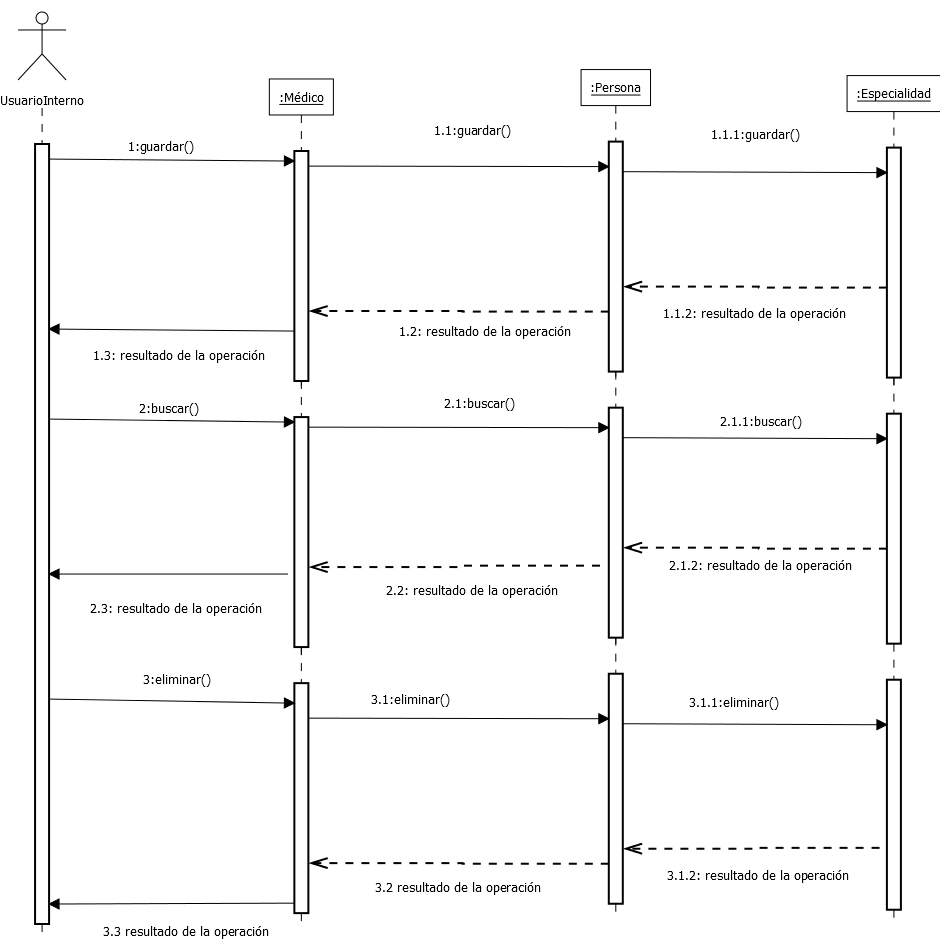 UsuarioInterno
:Médico
:Persona
:Especialidad
1:guardar()
1.1:guardar()
1.1.1:guardar()
1.1.2: resultado de la operación
1.2: resultado de la operación
1.3: resultado de la operación
2:buscar()
2.1:buscar()
2.1.1:buscar()
2.1.2: resultado de la operación
2.2: resultado de la operación
2.3: resultado de la operación
3:eliminar()
3.1:eliminar()
3.1.1:eliminar()
3.1.2: resultado de la operación
3.2 resultado de la operación
3.3 resultado de la operación